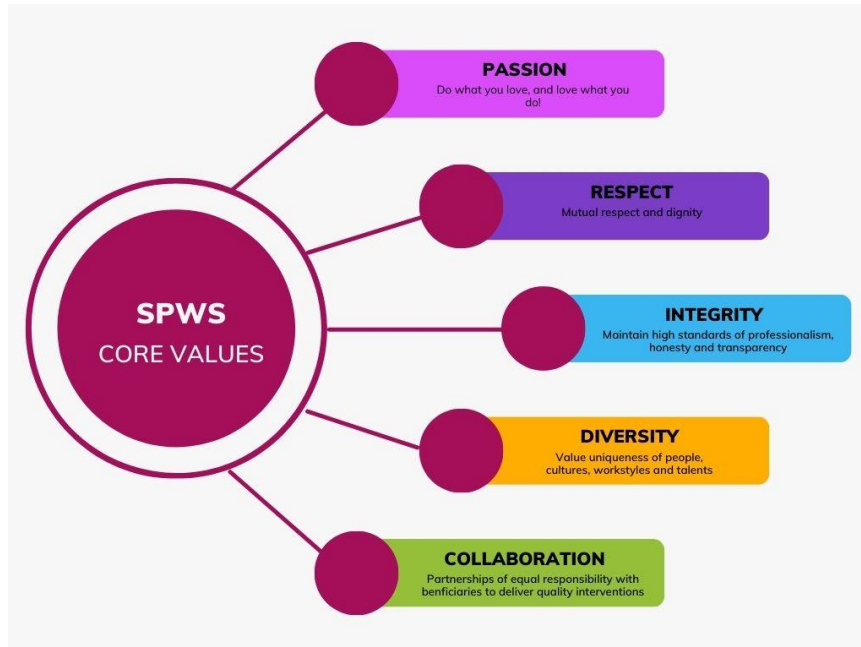 SPWS
CORE VALUES
PASSION
Do what you love, and love what you
do!
RESPECT
Mutual respect and dignity
INTEGRITY
Maintain high standards of professionalism,
honesty and transparency
DIVERSITY
Value uniqueness of people,
cultures, workstyles and talents
COLLABORATION
Partnerships of equal responsibility with
benficiaries to deliver quality interventions